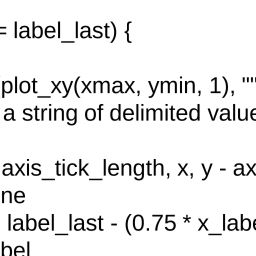 = label_last) {
plot_xy(xmax, ymin, 1), ""
a string of delimited value
axis_tick_length, x, y - ax
ne
label_last - (0.75 * x_labe
bel